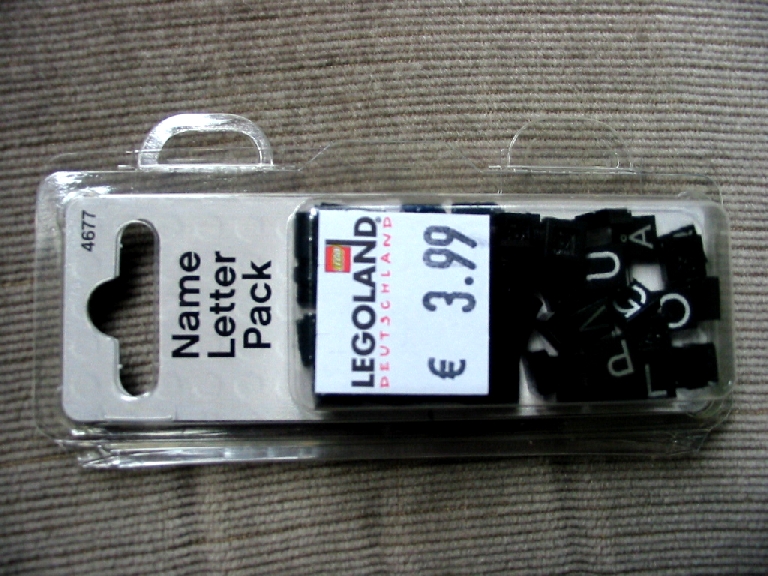 4677
Name
Letter
Pack
LEGO
LEGOLAND®
DEUTSCHLAND
€ 3.99
U
Å
N
O
P
L